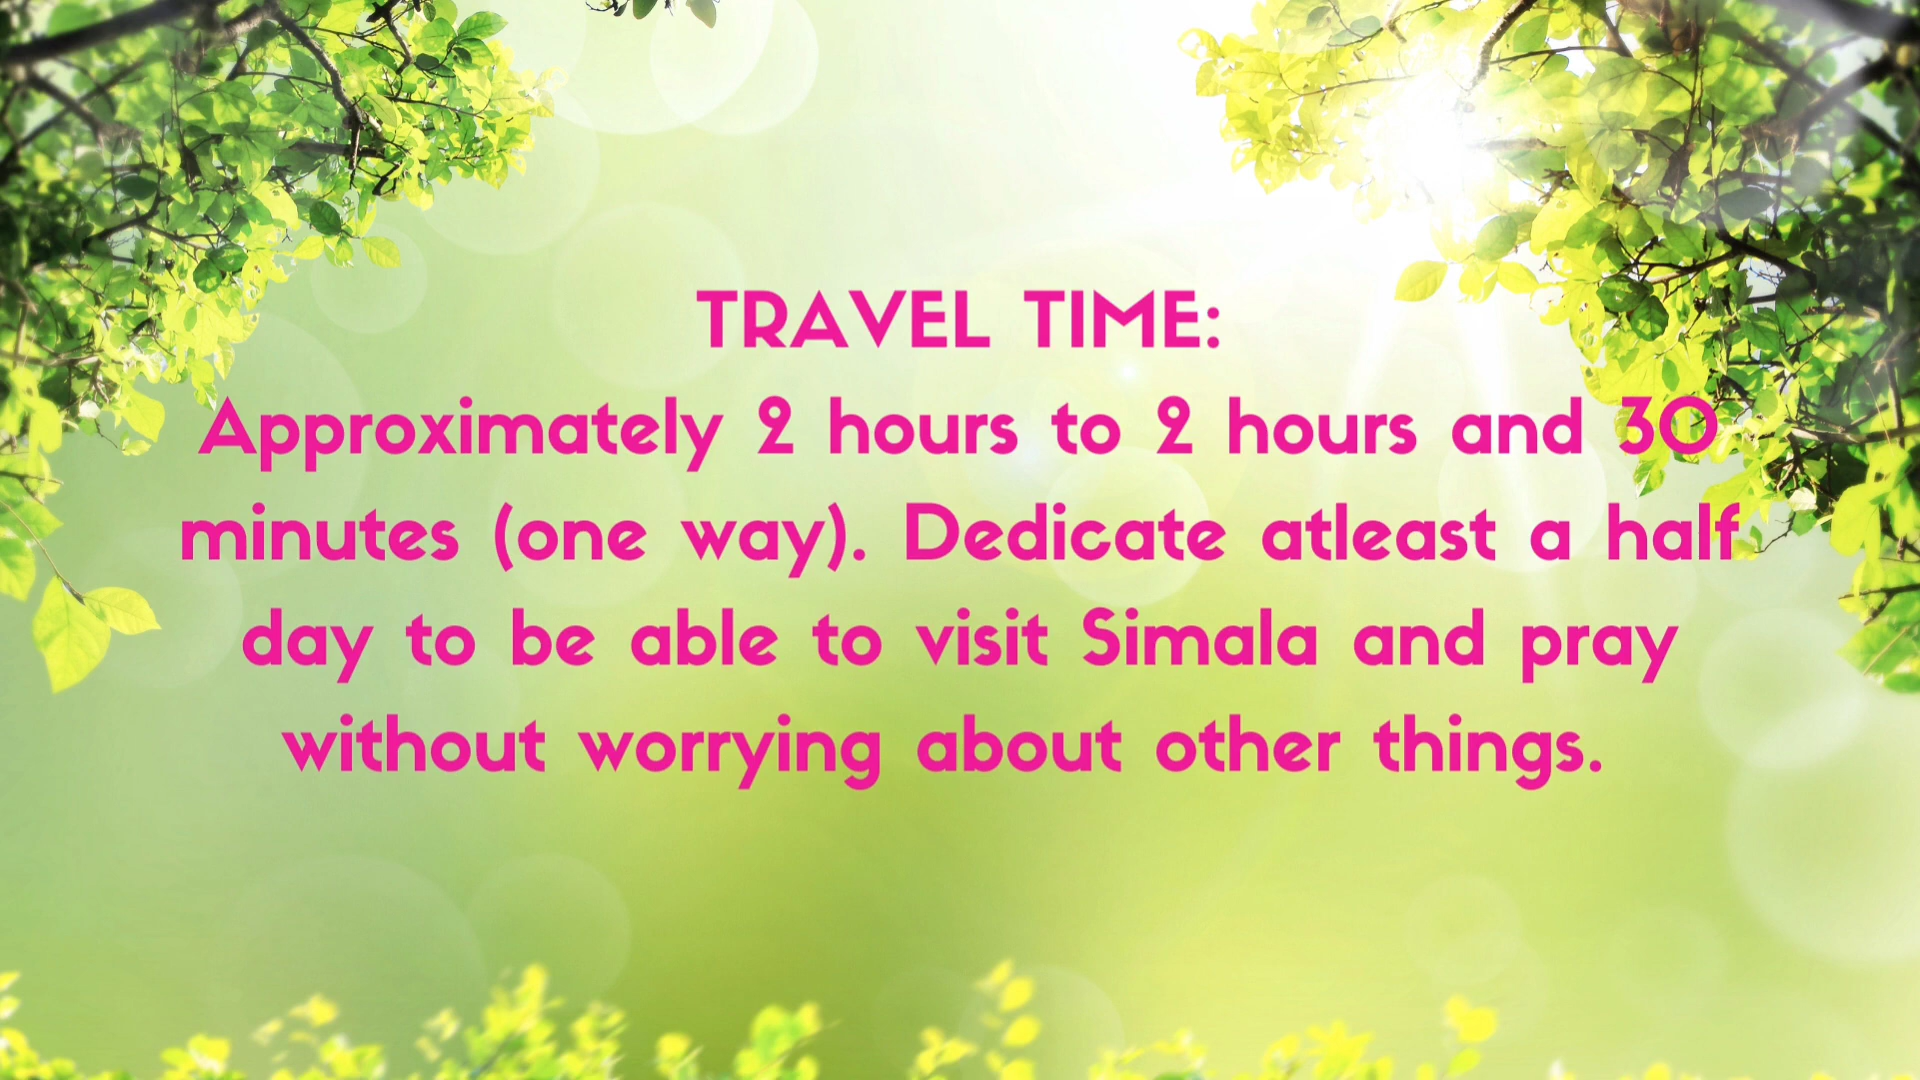 TRAVEL TIME:
Approximately 2 hours to 2 hours and 30
minutes (one way). Dedicate atleast a half
day to be able to visit Simala and pray
without worrying about other things.